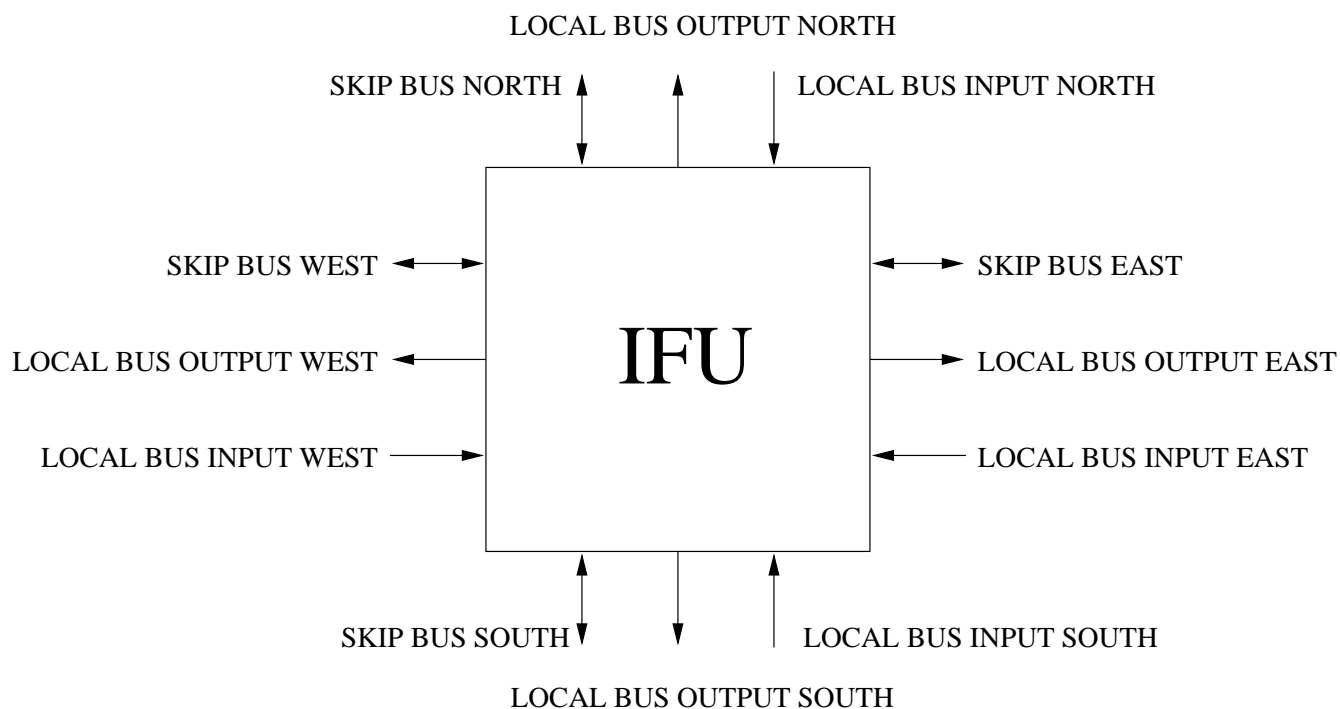 LOCAL BUS OUTPUT NORTH
SKIP BUS NORTH
LOCAL BUS INPUT NORTH
SKIP BUS WEST
SKIP BUS EAST
IFU
LOCAL BUS OUTPUT WEST
LOCAL BUS OUTPUT EAST
LOCAL BUS INPUT WEST
LOCAL BUS INPUT EAST
SKIP BUS SOUTH
LOCAL BUS INPUT SOUTH
LOCAL BUS OUTPUT SOUTH